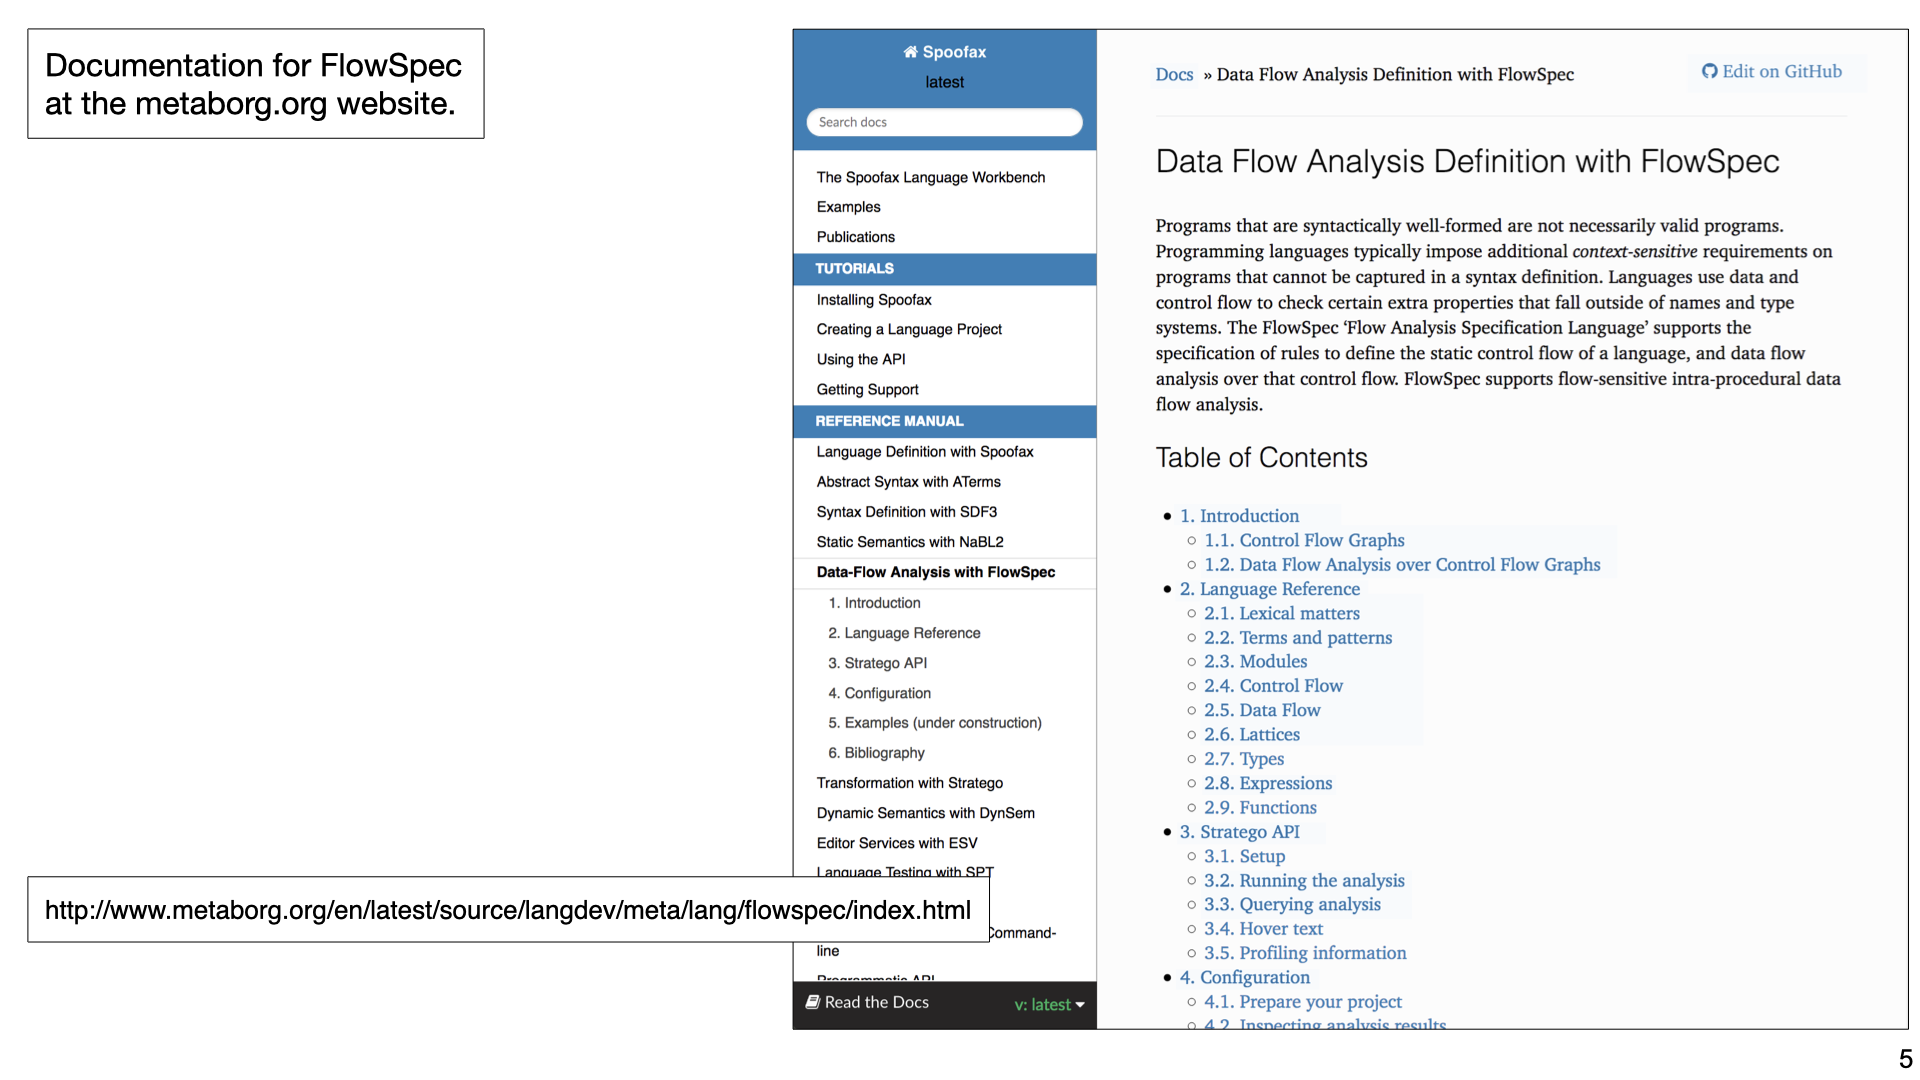 Documentation for FlowSpec
at the metaborg.org website.
Spoofax
latest
Search docs
The Spoofax Language Workbench
Examples
Publications
TUTORIALS
Installing Spoofax
Creating a Language Project
Using the API
Getting Support
REFERENCE MANUAL
Language Definition with Spoofax
Abstract Syntax with ATerms
Syntax Definition with SDF3
Static Semantics with NaBL2
Data-Flow Analysis with FlowSpec
1. Introduction
2. Language Reference
3. Stratego API
4. Configuration
5. Examples (under construction)
6. Bibliography
Transformation with Stratego
Dynamic Semantics with DynSem
Editor Services with ESV
Language Testing with SPT
http://www.metaborg.org/en/latest/source/langdev/meta/lang/flowspec/index.html
Command-
line
Programmatic API
Read the Docs
v: latest
Docs » Data Flow Analysis Definition with FlowSpec
Edit on GitHub
Data Flow Analysis Definition with FlowSpec
Programs that are syntactically well-formed are not necessarily valid programs.
Programming languages typically impose additional context-sensitive requirements on
programs that cannot be captured in a syntax definition. Languages use data and
control flow to check certain extra properties that fall outside of names and type
systems. The FlowSpec ‘Flow Analysis Specification Language’ supports the
specification of rules to define the static control flow of a language, and data flow
analysis over that control flow. FlowSpec supports flow-sensitive intra-procedural data
flow analysis.
Table of Contents
1. Introduction
1.1. Control Flow Graphs
1.2. Data Flow Analysis over Control Flow Graphs
2. Language Reference
2.1. Lexical matters
2.2. Terms and patterns
2.3. Modules
2.4. Control Flow
2.5. Data Flow
2.6. Lattices
2.7. Types
2.8. Expressions
2.9. Functions
3. Stratego API
3.1. Setup
3.2. Running the analysis
3.3. Querying analysis
3.4. Hover text
3.5. Profiling information
4. Configuration
4.1. Prepare your project
4.2. Inspecting analysis results
5